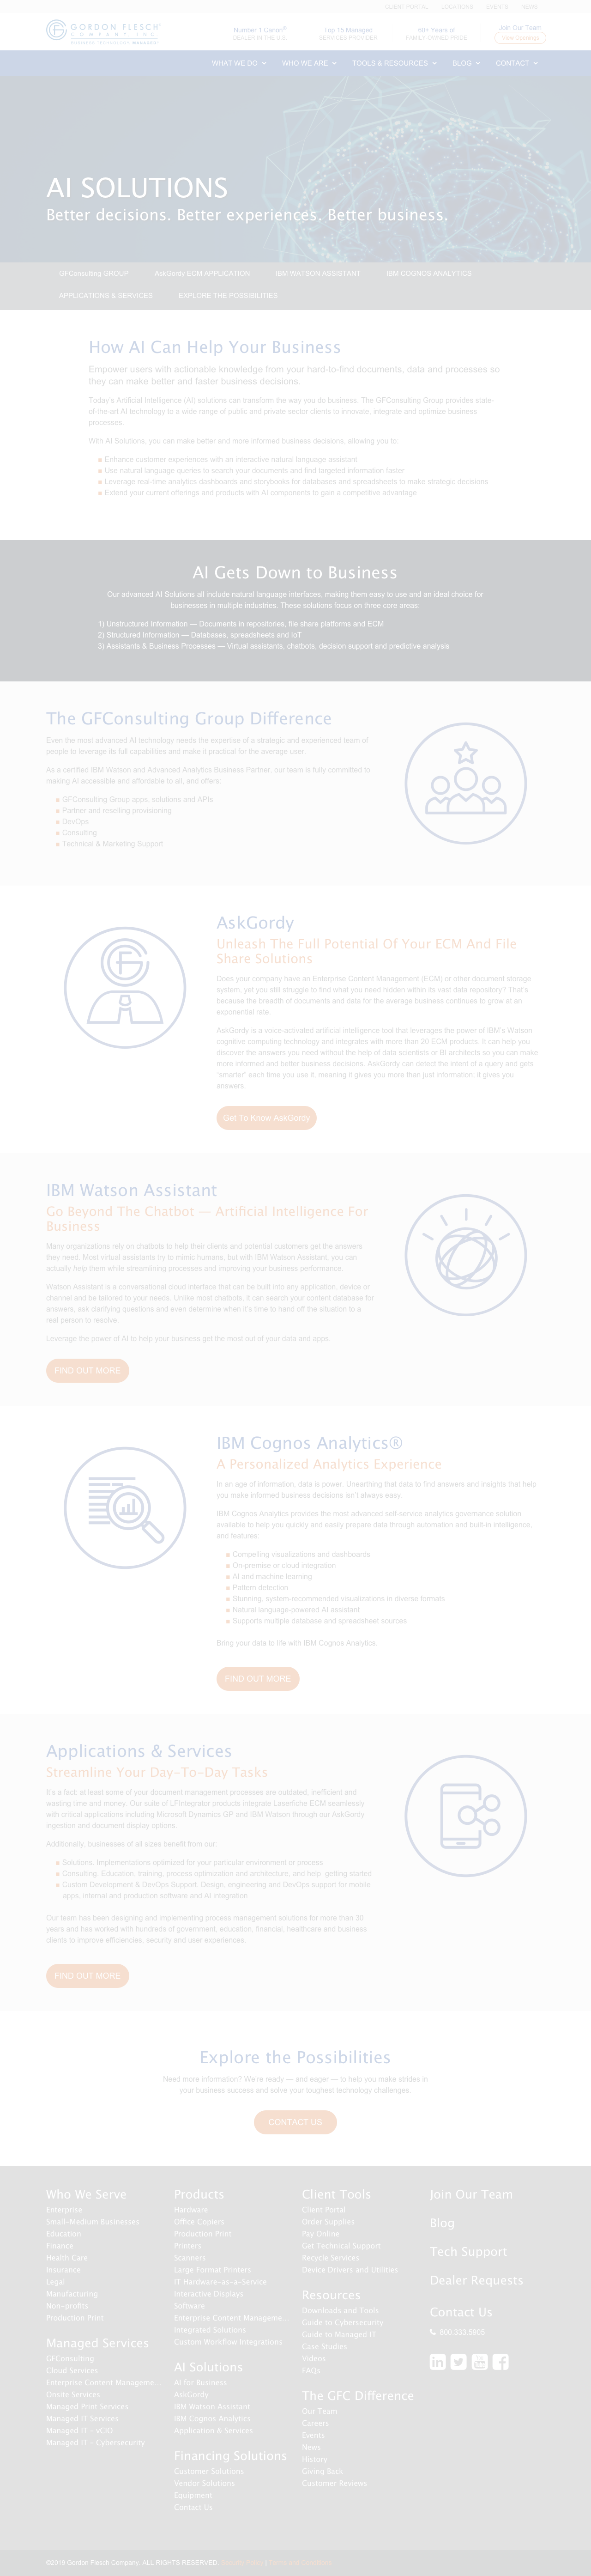 CLIENT PORTAL LOCATIONS EVENTS NEWS
GORDON FLESCH
COMPANY INC.
BUSINESS TECHNOLOGY MANAGED
Number 1 Canon®
DEALER IN THE U.S.
Top 15 Managed
SERVICES PROVIDER
60+ Years of
FAMILY-OWNED PRIDE
Join Our Team
View Openings
WHAT WE DO WHO WE ARE TOOLS & RESOURCES BLOG CONTACT
AI SOLUTIONS
Better decisions. Better experiences. Better business.
GFConsulting GROUP AskGordy ECM APPLICATION IBM WATSON ASSISTANT IBM COGNOS ANALYTICS
APPLICATIONS & SERVICES EXPLORE THE POSSIBILITIES
How AI Can Help Your Business
Empower users with actionable knowledge from your hard-to-find documents, data and processes so
they can make better and faster business decisions.
Today's Artificial Intelligence (AI) solutions can transform the way you do business. The GFConsulting Group provides state-
of-the-art AI technology to a wide range of public and private sector clients to innovate, integrate and optimize business
processes.
With AI Solutions, you can make better and more informed business decisions, allowing you to:
Enhance customer experiences with an interactive natural language assistant
Use natural language queries to search your documents and find targeted information faster
Leverage real-time analytics dashboards and storybooks for databases and spreadsheets to make strategic decisions
Extend your current offerings and products with AI components to gain a competitive advantage
AI Gets Down to Business
Our advanced AI Solutions all include natural language interfaces, making them easy to use and an ideal choice for
businesses in multiple industries. These solutions focus on three core areas:
1) Unstructured Information — Documents in repositories, file share platforms and ECM
2) Structured Information — Databases, spreadsheets and IoT
3) Assistants & Business Processes — Virtual assistants, chatbots, decision support and predictive analysis
The GFConsulting Group Difference
Even the most advanced AI technology needs the expertise of a strategic and experienced team of
people to leverage its full capabilities and make it practical for the average user.
As a certified IBM Watson and Advanced Analytics Business Partner, our team is fully committed to
making AI accessible and affordable to all, and offers:
GFConsulting Group apps, solutions and APIs
Partner and reselling provisioning
DevOps
Consulting
Technical & Marketing Support
AskGordy
Unleash The Full Potential Of Your ECM And File
Share Solutions
Does your company have an Enterprise Content Management (ECM) or other document storage
system, yet you still struggle to find what you need hidden within its vast data repository? That's
because the breadth of documents and data for the average business continues to grow at an
exponential rate.
AskGordy is a voice-activated artificial intelligence tool that leverages the power of IBM's Watson
cognitive computing technology and integrates with more than 20 ECM products. It can help you
discover the answers you need without the help of data scientists or BI architects so you can make
more informed and better business decisions. AskGordy can detect the intent of a query and gets
"smarter" each time you use it, meaning it gives you more than just information; it gives you
answers.
Get To Know AskGordy
IBM Watson Assistant
Go Beyond The Chatbot — Artificial Intelligence For
Business
Many organizations rely on chatbots to help their clients and potential customers get the answers
they need. Most virtual assistants try to mimic humans, but with IBM Watson Assistant, you can
actually help them while streamlining processes and improving your business performance.
Watson Assistant is a conversational cloud interface that can be built into any application, device or
channel and be tailored to your needs. Unlike most chatbots, it can search your content database for
answers, ask clarifying questions and even determine when it's time to hand off the situation to a
real person to resolve.
Leverage the power of AI to help your business get the most out of your data and apps.
FIND OUT MORE
IBM Cognos Analytics®
A Personalized Analytics Experience
In an age of information, data is power. Unearthing that data to find answers and insights that help
you make informed business decisions isn't always easy.
IBM Cognos Analytics provides the most advanced self-service analytics governance solution
available to help you quickly and easily prepare data through automation and built-in intelligence,
and features:
Compelling visualizations and dashboards
On-premise or cloud integration
AI and machine learning
Pattern detection
Stunning, system-recommended visualizations in diverse formats
Natural language-powered AI assistant
Supports multiple database and spreadsheet sources
Bring your data to life with IBM Cognos Analytics.
FIND OUT MORE
Applications & Services
Streamline Your Day-To-Day Tasks
It's a fact: at least some of your document management processes are outdated, inefficient and
wasting time and money. Our suite of LFIntegrator products integrate Laserfiche ECM seamlessly
with critical applications including Microsoft Dynamics GP and IBM Watson through our AskGordy
ingestion and document display options.
Additionally, businesses of all sizes benefit from our:
Solutions. Implementations optimized for your particular environment or process
Consulting. Education, training, process optimization and architecture, and help getting started
Custom Development & DevOps Support. Design, engineering and DevOps support for mobile
apps, internal and production software and AI integration
Our team has been designing and implementing process management solutions for more than 30
years and has worked with hundreds of government, education, financial, healthcare and business
clients to improve efficiencies, security and user experiences.
FIND OUT MORE
Explore the Possibilities
Need more information? We're ready — and eager — to help you make strides in
your business success and solve your toughest technology challenges.
CONTACT US
Who We Serve
Enterprise
Small-Medium Businesses
Education
Finance
Health Care
Insurance
Legal
Manufacturing
Non-profits
Production Print
Managed Services
GFConsulting
Cloud Services
Enterprise Content Manageme...
Onsite Services
Managed Print Services
Managed IT Services
Managed IT - vCIO
Managed IT - Cybersecurity
Products
Hardware
Office Copiers
Production Print
Printers
Scanners
Large Format Printers
IT Hardware-as-a-Service
Interactive Displays
Software
Enterprise Content Manageme...
Integrated Solutions
Custom Workflow Integrations
AI Solutions
AI for Business
AskGordy
IBM Watson Assistant
IBM Cognos Analytics
Application & Services
Financing Solutions
Customer Solutions
Vendor Solutions
Equipment
Contact Us
Client Tools
Client Portal
Order Supplies
Pay Online
Get Technical Support
Recycle Services
Device Drivers and Utilities
Resources
Downloads and Tools
Guide to Cybersecurity
Guide to Managed IT
Case Studies
Videos
FAQs
The GFC Difference
Our Team
Careers
Events
News
History
Giving Back
Customer Reviews
Join Our Team
Blog
Tech Support
Dealer Requests
Contact Us
800.333.5905
©2019 Gordon Flesch Company. ALL RIGHTS RESERVED.